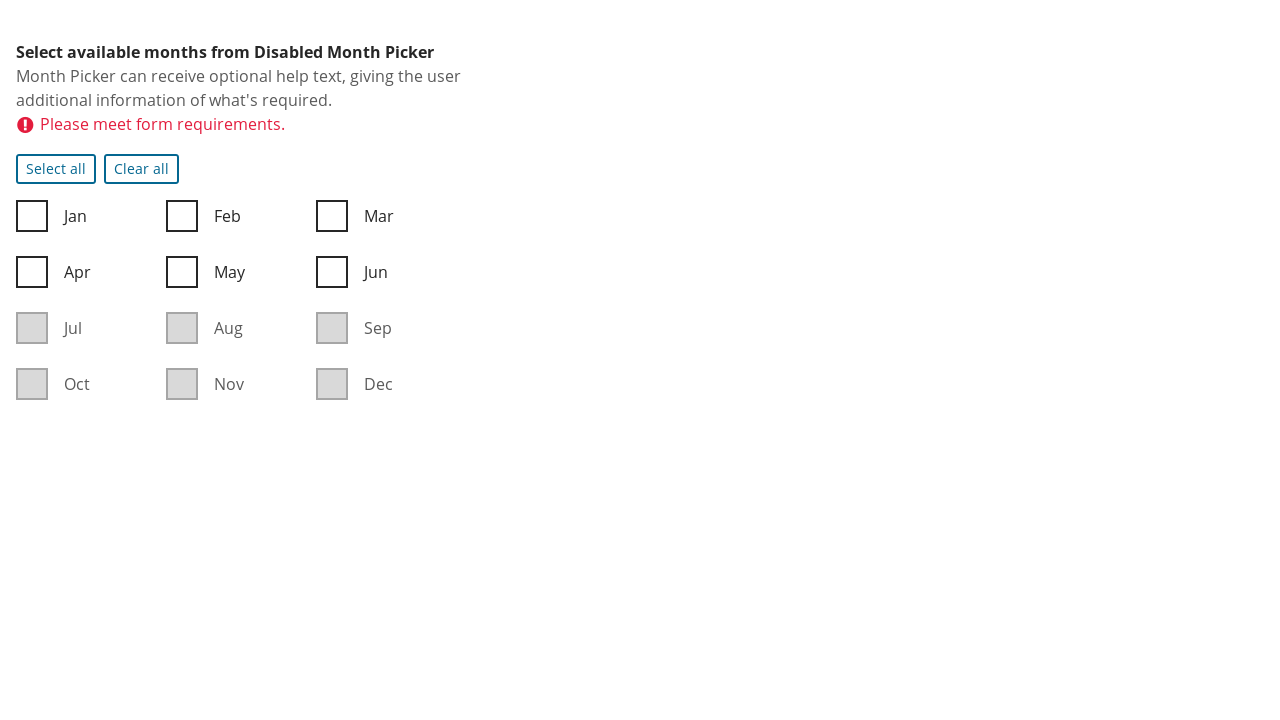 Select available months from Disabled Month Picker
Month Picker can receive optional help text, giving the user
additional information of what's required.
Please meet form requirements.
Select all Clear all
Jan Feb Mar
Apr May Jun
Jul Aug Sep
Oct Nov Dec